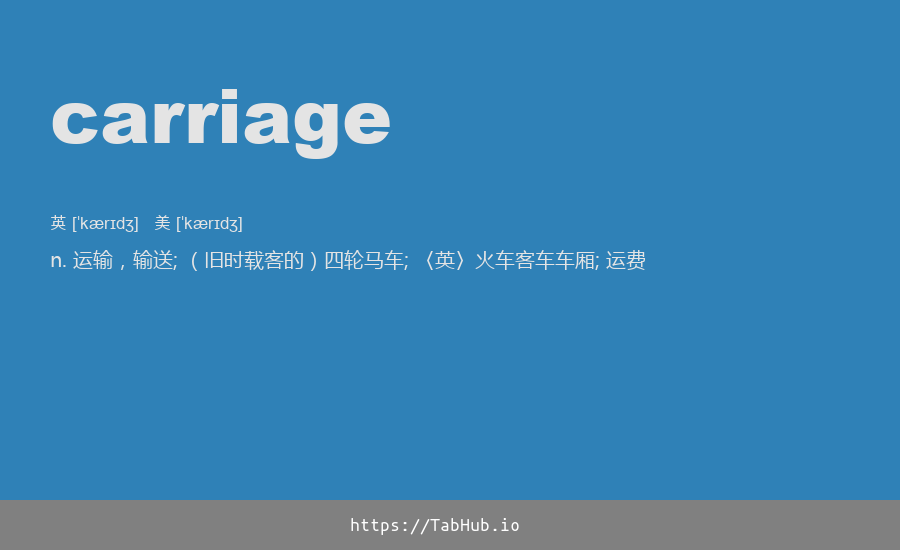 carriage
英 [ˈkærɪdʒ] 美 [ˈkærɪdʒ]
n. 运输，输送; （旧时载客的）四轮马车; 〈英〉火车客车车厢; 运费
https://TabHub.io